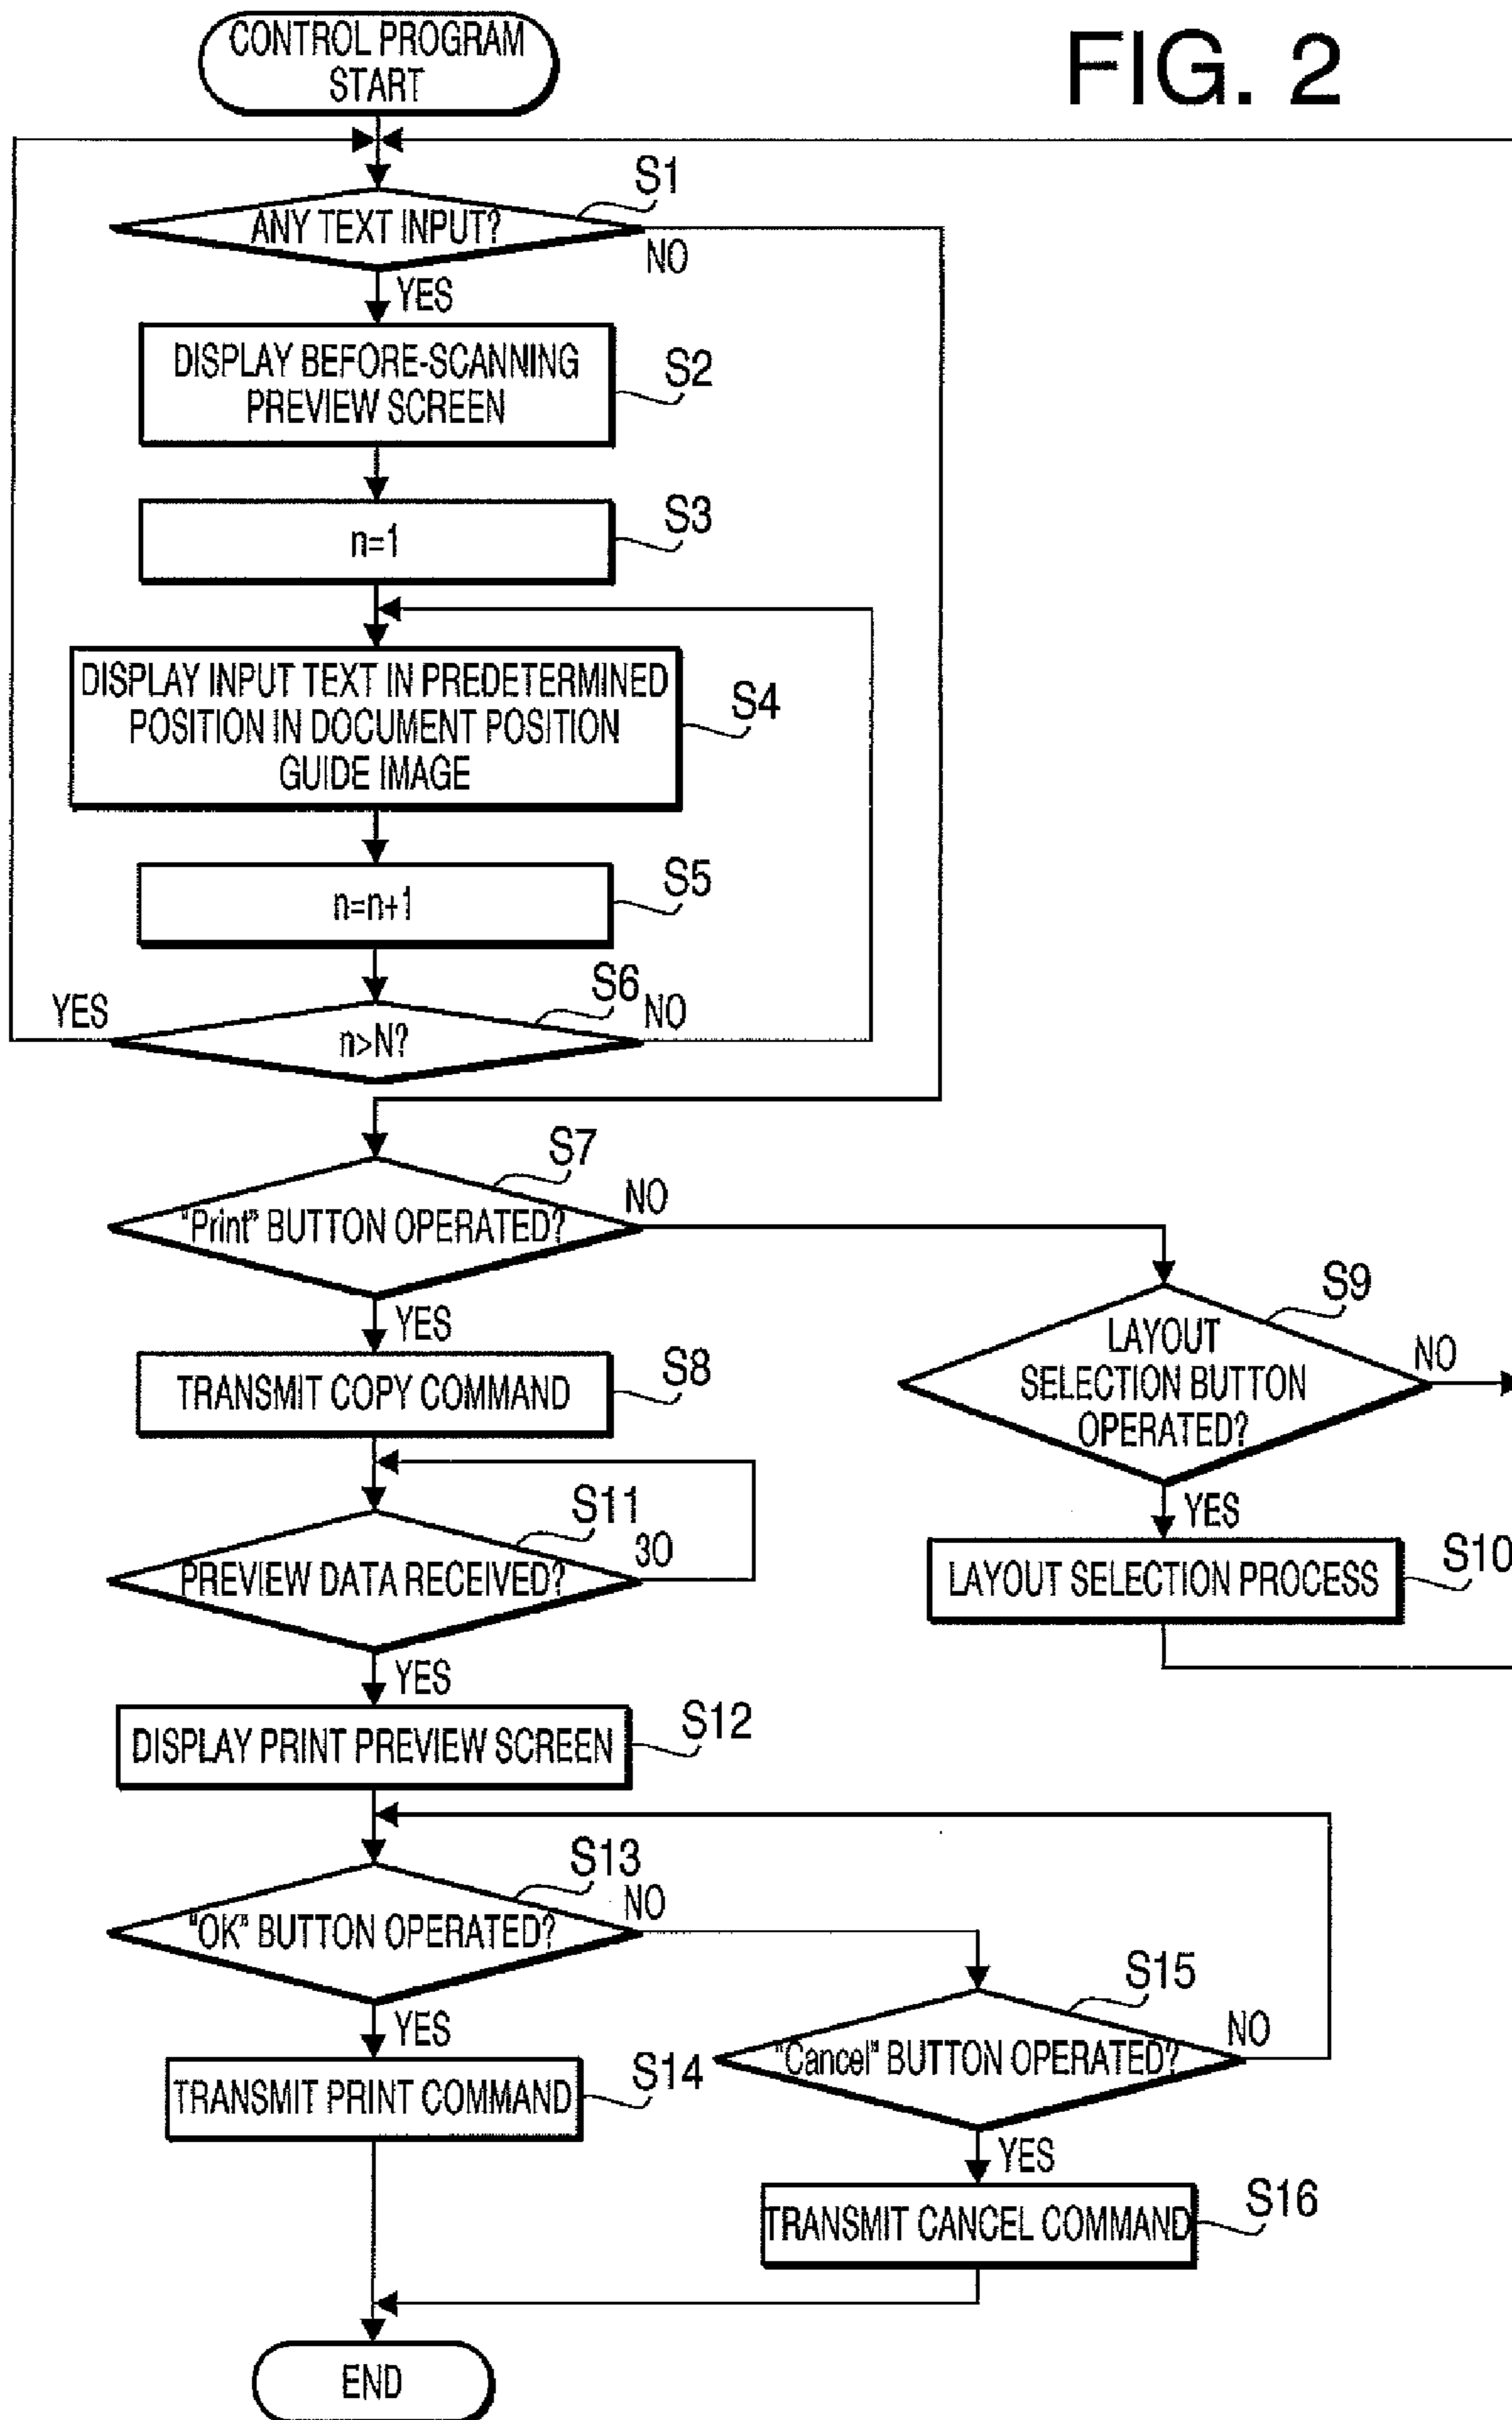 FIG. 2
CONTROL PROGRAM
START
S1
ANY TEXT INPUT?
NO
YES
DISPLAY BEFORE-SCANNING
PREVIEW SCREEN
S2
n=1
S3
DISPLAY INPUT TEXT IN PREDETERMINED
POSITION IN DOCUMENT POSITION
GUIDE IMAGE
S4
n=n+1
S5
S6
YES
n>N?
NO
S7
"Print" BUTTON OPERATED?
NO
YES
TRANSMIT COPY COMMAND
S8
S9
LAYOUT
SELECTION BUTTON
OPERATED?
NO
YES
LAYOUT SELECTION PROCESS
S10
S11
PREVIEW DATA RECEIVED?
30
YES
DISPLAY PRINT PREVIEW SCREEN
S12
S13
"OK" BUTTON OPERATED?
NO
YES
TRANSMIT PRINT COMMAND
S14
S15
"Cancel" BUTTON OPERATED?
NO
YES
TRANSMIT CANCEL COMMAND
S16
END